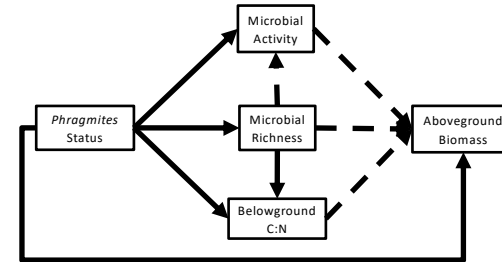 Microbial
Activity
Phragmites
Status
Microbial
Richness
Aboveground
Biomass
Belowground
C:N